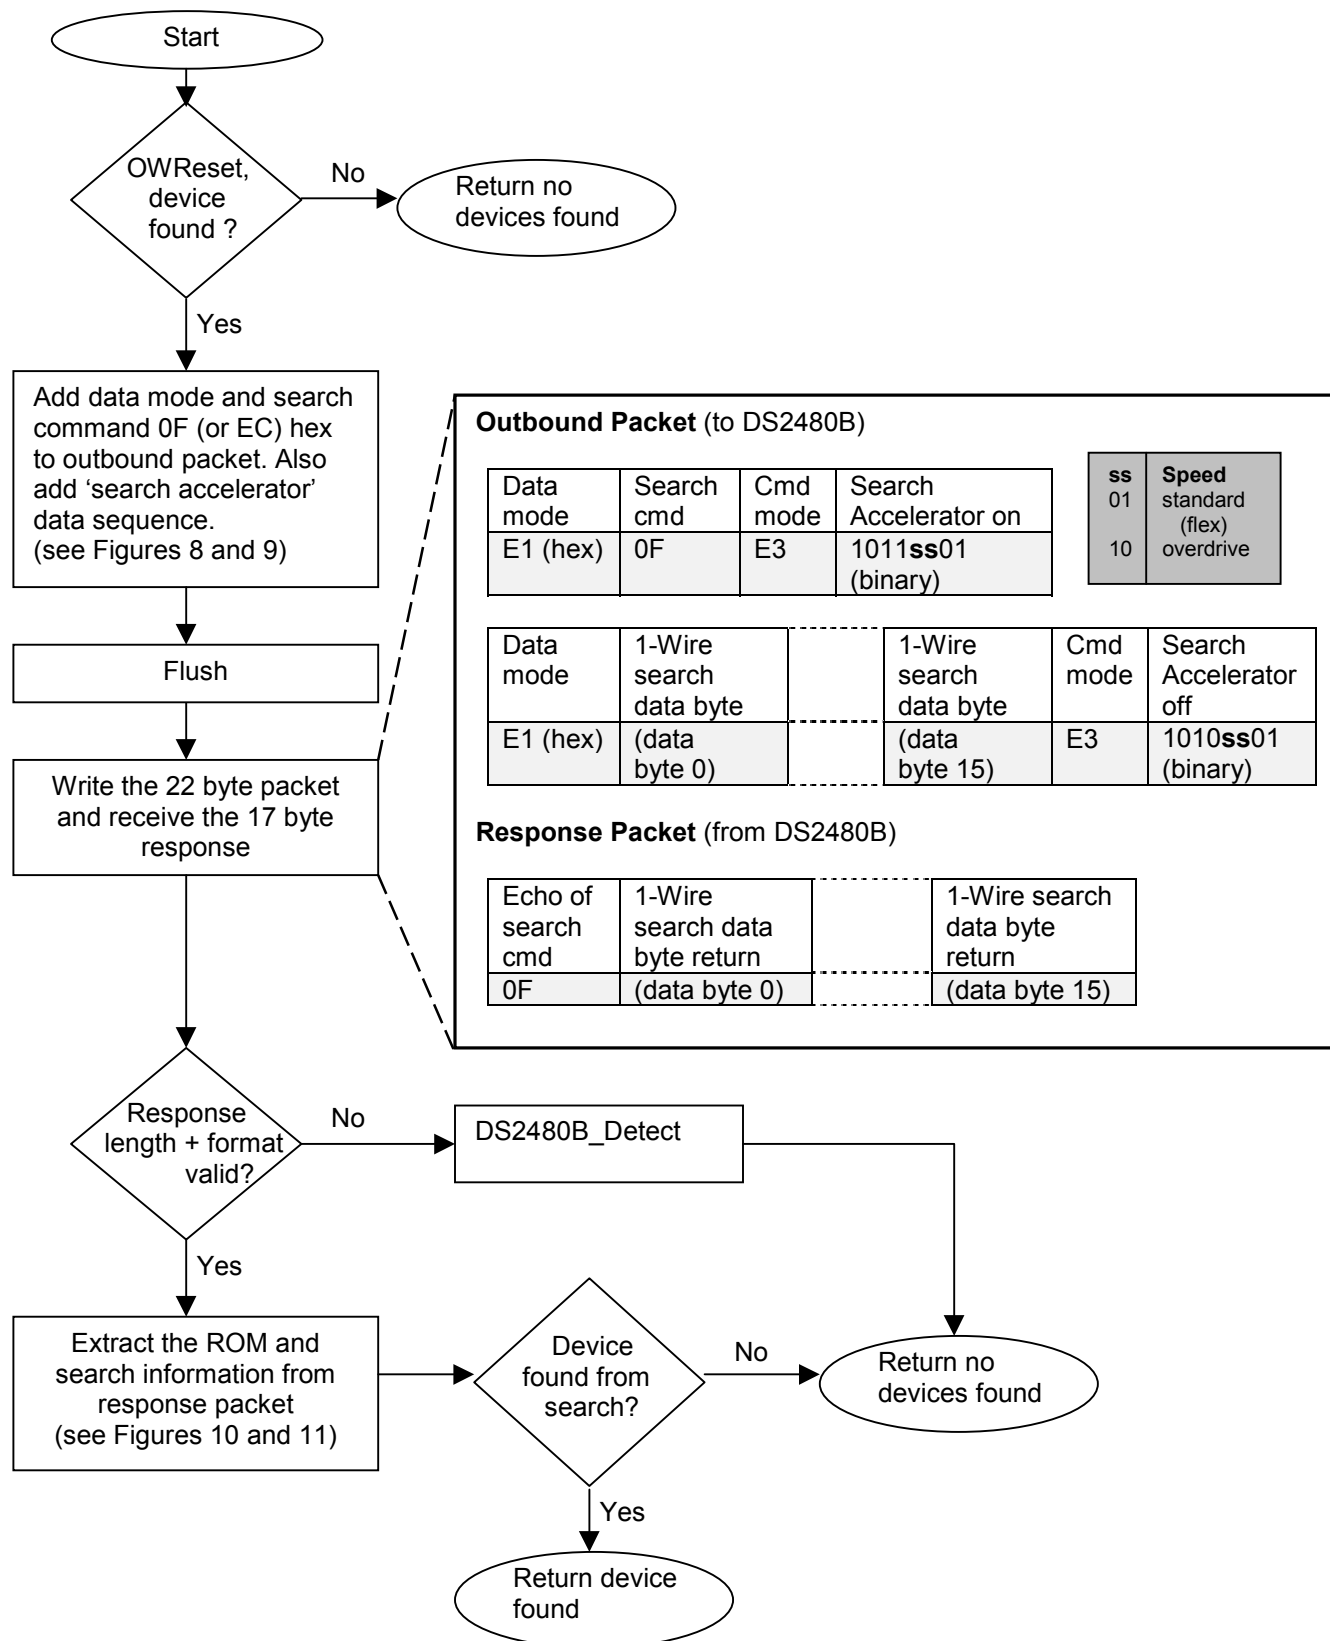 Start
OWReset,
device
found ?
No
Return no
devices found
Yes
Add data mode and search
command 0F (or EC) hex
to outbound packet. Also
add ‘search accelerator’
data sequence.
(see Figures 8 and 9)
Flush
Write the 22 byte packet
and receive the 17 byte
response
Outbound Packet (to DS2480B)
Data mode
Search cmd
Cmd mode
Search Accelerator on
E1 (hex)
0F
E3
1011ss01 (binary)
ss Speed
01 standard
(flex)
10 overdrive
Data mode
1-Wire search data byte
1-Wire search data byte
Cmd mode
Search Accelerator off
E1 (hex)
(data byte 0)
(data byte 15)
E3
1010ss01 (binary)
Response Packet (from DS2480B)
Echo of search cmd
1-Wire search data byte return
1-Wire search data byte return
0F
(data byte 0)
(data byte 15)
Response
length + format
valid?
No
DS2480B_Detect
Yes
Extract the ROM and
search information from
response packet
(see Figures 10 and 11)
Device
found from
search?
No
Return no
devices found
Yes
Return device
found